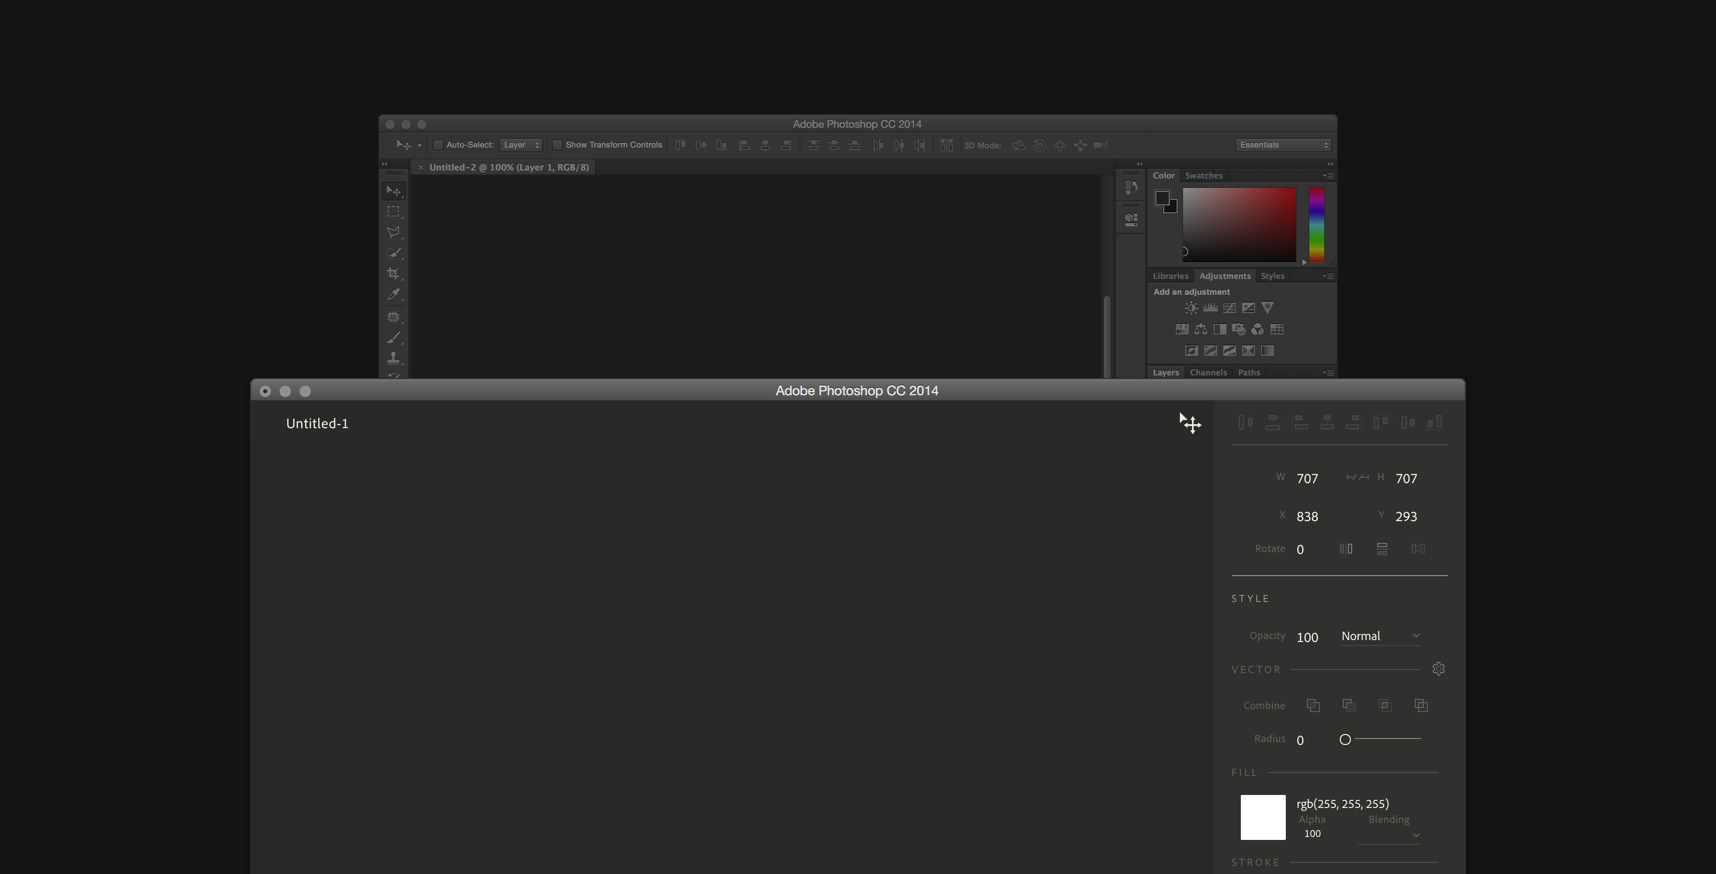 Adobe Photoshop CC 2014
Auto-Select: Layer Show Transform Controls 3D Mode: Essentials
× Untitled-2 @ 100% (Layer 1, RGB/8)
Color Swatches
Libraries Adjustments Styles
Add an adjustment
Layers Channels Paths
Adobe Photoshop CC 2014
Untitled-1
W 707 H 707
X 838 Y 293
Rotate 0
STYLE
Opacity 100 Normal
VECTOR
Combine
Radius 0
FILL
rgb(255, 255, 255)
Alpha Blending
100
STROKE